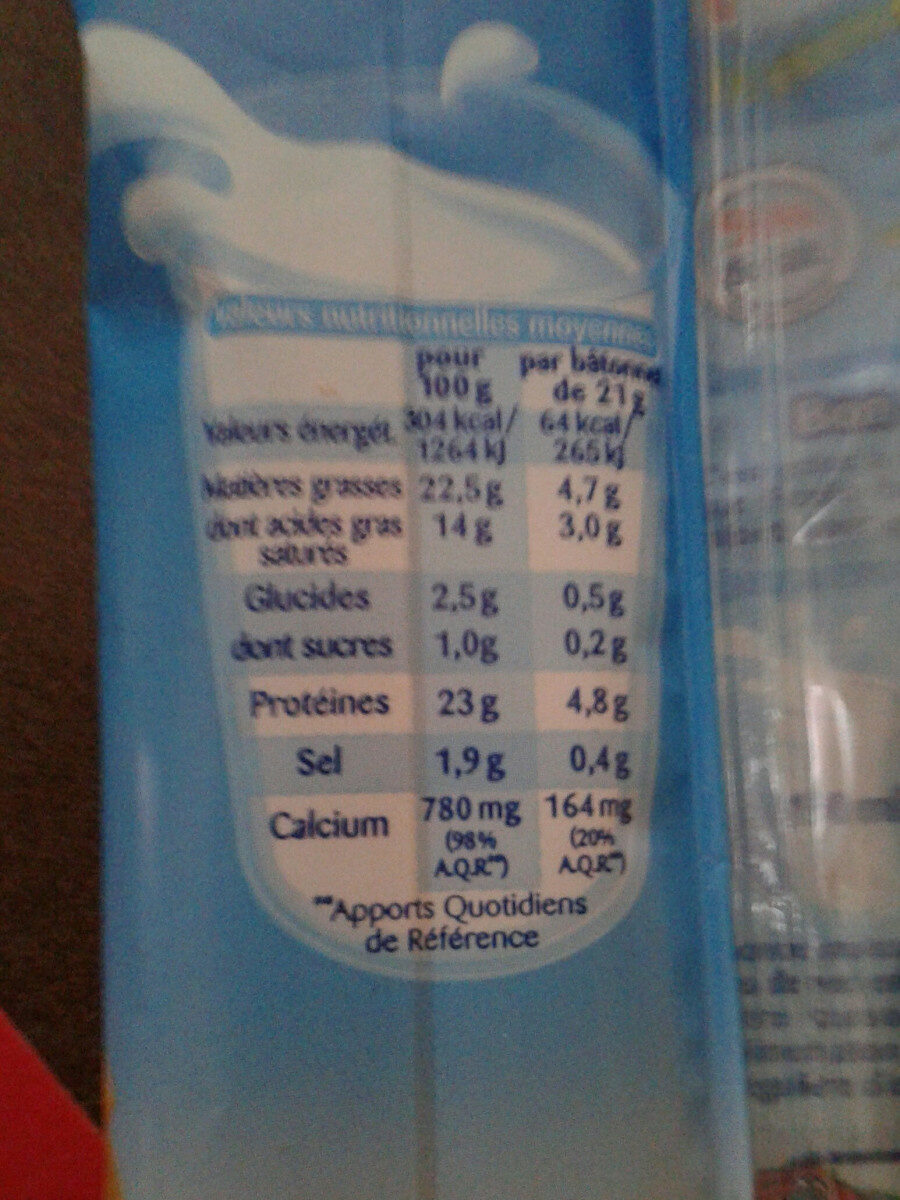 Valeurs nutritionnelles moyennes
pour 100 g
par bâtonnet de 21 g
Valeurs énergét. 304 kcal/ 64 kcal/
1264 kJ 265 kJ
Matières grasses 22,5 g 4,7 g
dont acides gras 14 g 3,0 g
saturés
Glucides 2,5 g 0,5 g
dont sucres 1,0g 0,2 g
Protéines 23 g 4,8 g
Sel 1,9 g 0,4 g
Calcium 780 mg 164 mg
(98% (20%
A.Q.R**) A.Q.R**)
**Apports Quotidiens
de Référence